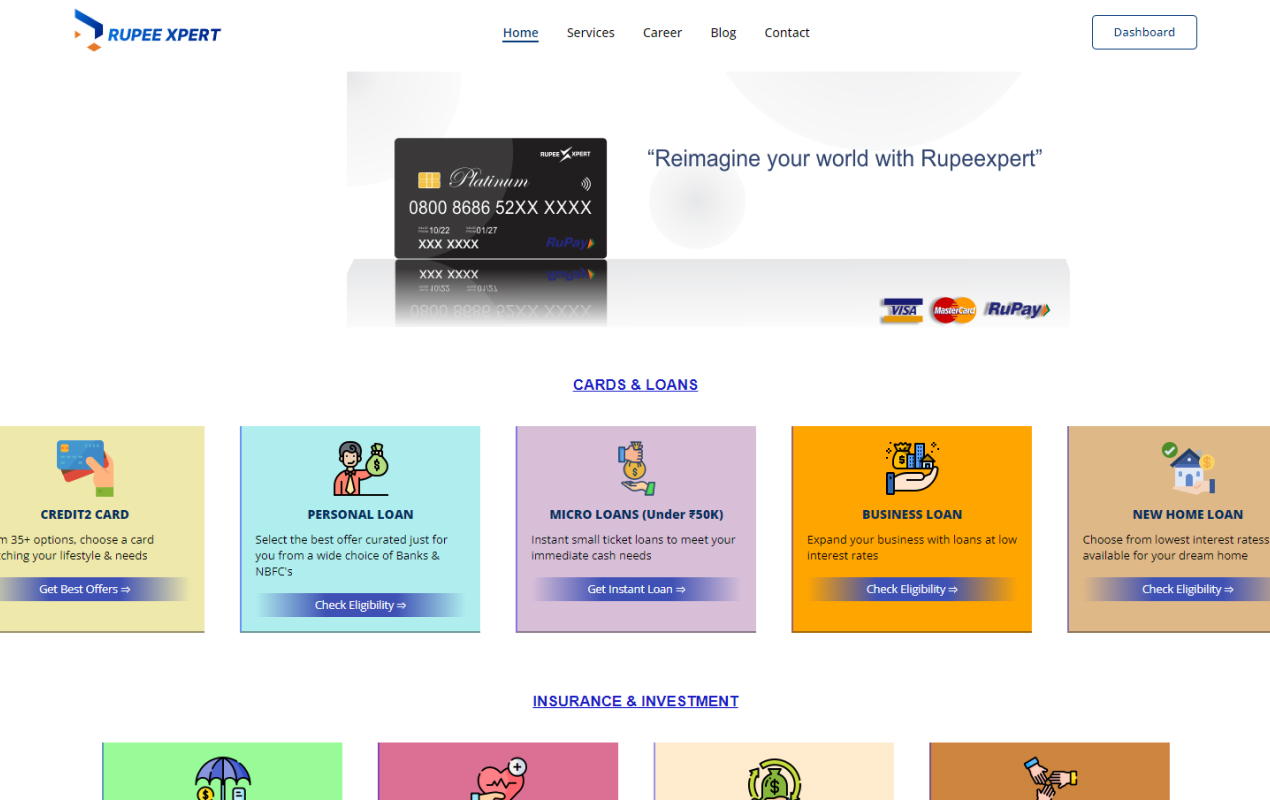 RUPEE XPERT
Home
Services
Career
Blog
Contact
Dashboard
RUPEE XPERT
Platinum
0800 8686 52XX XXXX
10/22
01/27
XXX XXXX
RuPay
“Reimagine your world with Rupeexpert”
XXX XXXX
VISA
MasterCard
RuPay
CARDS & LOANS
CREDIT2 CARD
35+ options, choose a card
your lifestyle & needs
Get Best Offers ⇒
PERSONAL LOAN
Select the best offer curated just for
you from a wide choice of Banks &
NBFC's
Check Eligibility ⇒
MICRO LOANS (Under ₹50K)
Instant small ticket loans to meet your
immediate cash needs
Get Instant Loan ⇒
BUSINESS LOAN
Expand your business with loans at low
interest rates
Check Eligibility ⇒
NEW HOME LOAN
Choose from lowest interest ratess
available for your dream home
Check Eligibility ⇒
INSURANCE & INVESTMENT